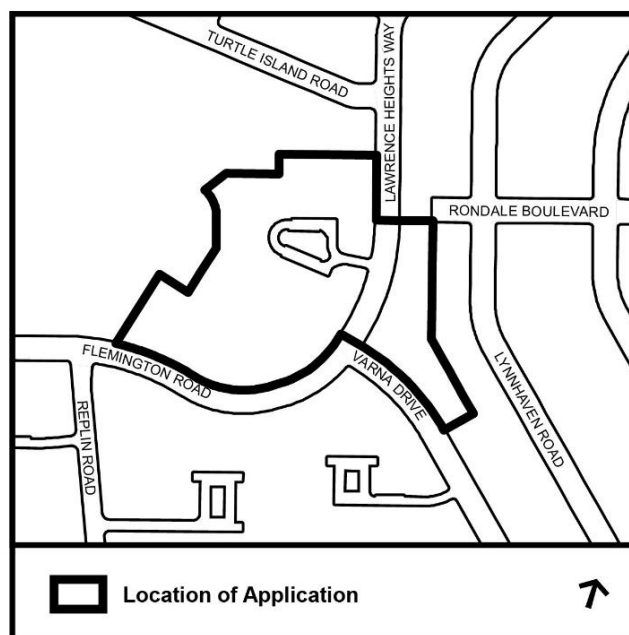 TURTLE ISLAND ROAD
LAWRENCE HEIGHTS WAY
RONDALE BOULEVARD
FLEMINGTON ROAD
VARNA DRIVE
LYNNHAVEN ROAD
REPLIN ROAD
Location of Application